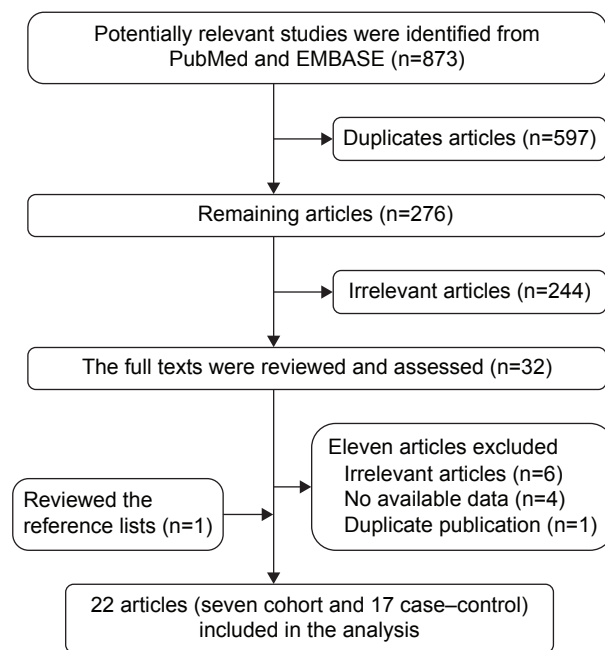 Potentially relevant studies were identified from
PubMed and EMBASE (n=873)
Duplicates articles (n=597)
Remaining articles (n=276)
Irrelevant articles (n=244)
The full texts were reviewed and assessed (n=32)
Eleven articles excluded
Irrelevant articles (n=6)
No available data (n=4)
Duplicate publication (n=1)
Reviewed the
reference lists (n=1)
22 articles (seven cohort and 17 case–control)
included in the analysis